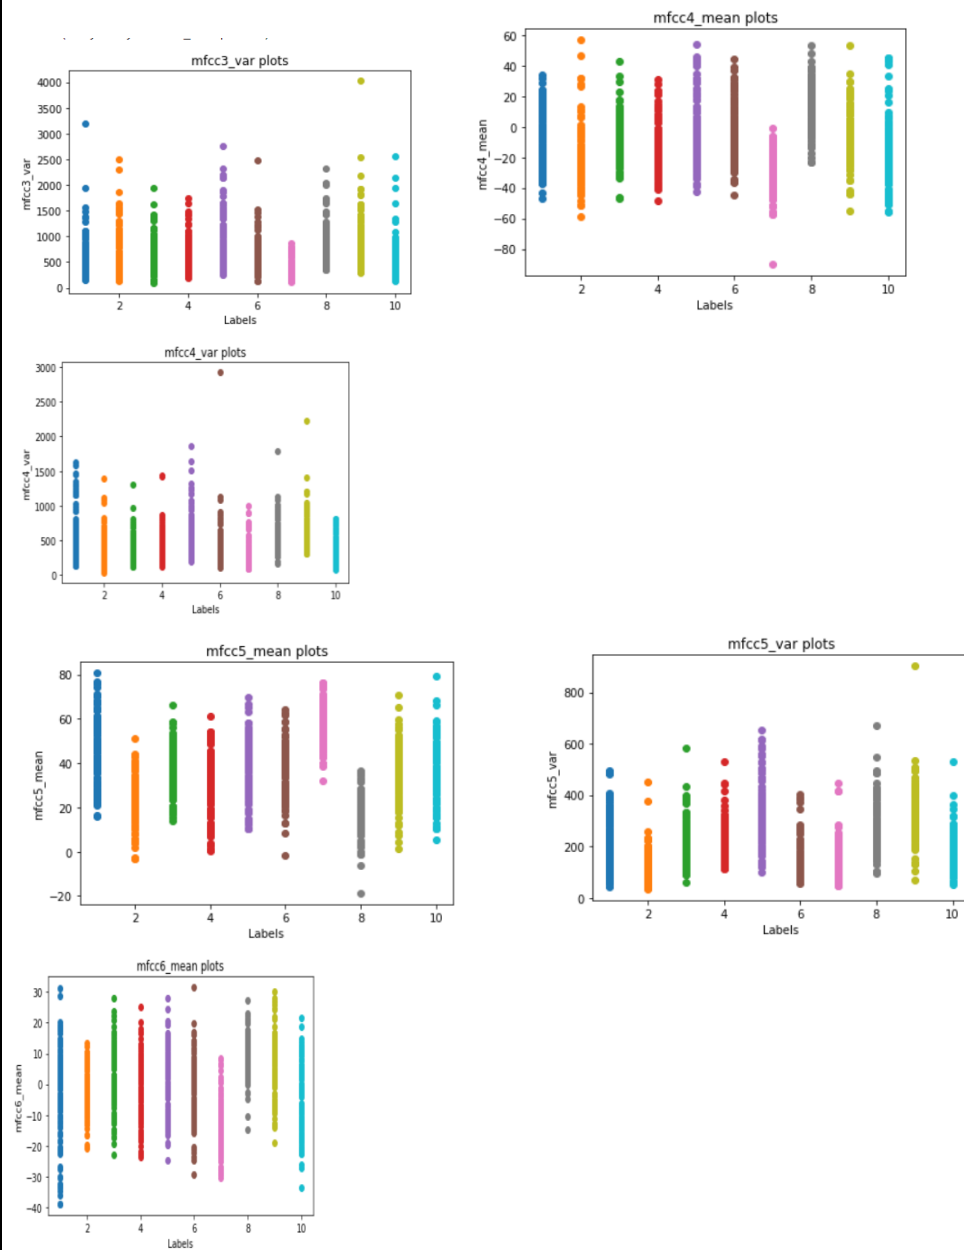 mfcc4_mean plots
60
40
20
0
−20
−40
−60
−80
mfcc4_mean
2 4 6 8 10
Labels
mfcc3_var plots
4000
3500
3000
2500
2000
1500
1000
500
0
mfcc3_var
2 4 6 8 10
Labels
mfcc4_var plots
3000
2500
2000
1500
1000
500
0
mfcc4_var
2 4 6 8 10
Labels
mfcc5_mean plots
80
60
40
20
0
−20
mfcc5_mean
2 4 6 8 10
Labels
mfcc5_var plots
800
600
400
200
0
mfcc5_var
2 4 6 8 10
Labels
mfcc6_mean plots
30
20
10
0
−10
−20
−30
−40
mfcc6_mean
2 4 6 8 10
Labels